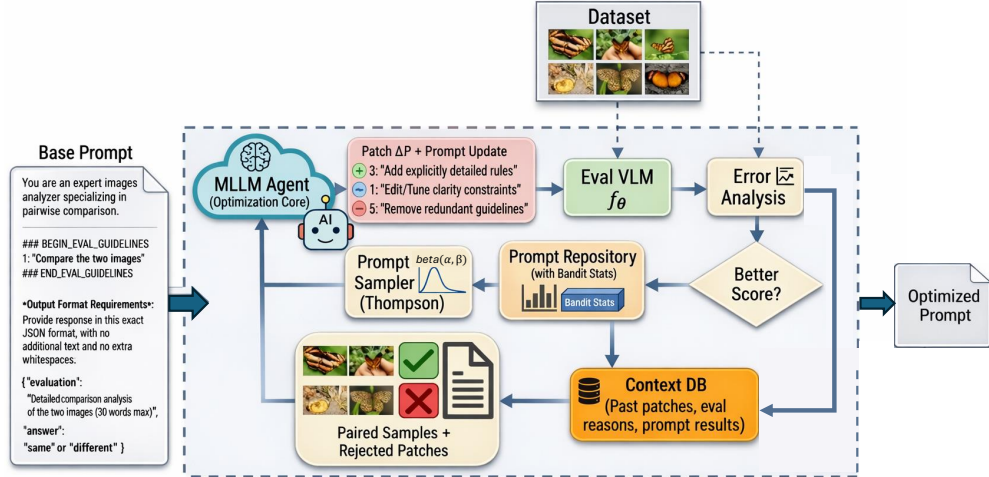 Dataset
Base Prompt
You are an expert images
analyzer specializing in
pairwise comparison.
### BEGIN_EVAL_GUIDELINES
1: "Compare the two images"
### END_EVAL_GUIDELINES
*Output Format Requirements*:
Provide response in this exact
JSON format, with no
additional text and no extra
whitespaces.
{"evaluation":
"Detailed comparison analysis
of the two images (30 words max)",
"answer":
"same" or "different" }
MLLM Agent
(Optimization Core)
AI
Patch ΔP + Prompt Update
+ 3: "Add explicitly detailed rules"
~ 1: "Edit/Tune clarity constraints"
− 5: "Remove redundant guidelines"
Eval VLM
fθ
Error
Analysis
Prompt
Sampler
(Thompson)
beta(α,β)
Prompt Repository
(with Bandit Stats)
Bandit Stats
Better
Score?
Paired Samples +
Rejected Patches
Context DB
(Past patches, eval
reasons, prompt results)
Optimized
Prompt